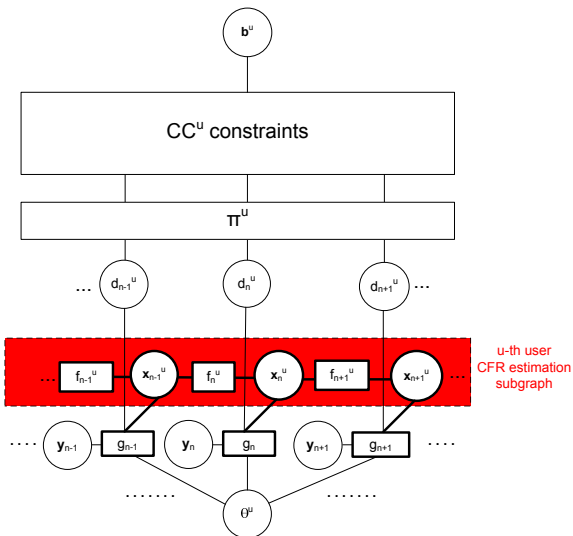 b^u
CC^u constraints
π^u
... d_{n-1}^u d_n^u d_{n+1}^u ...
... f_{n-1}^u x_{n-1}^u f_n^u x_n^u f_{n+1}^u x_{n+1}^u ...
u-th user
CFR estimation
subgraph
.... y_{n-1} g_{n-1} y_n g_n y_{n+1} g_{n+1} ....
....... .......
θ^u